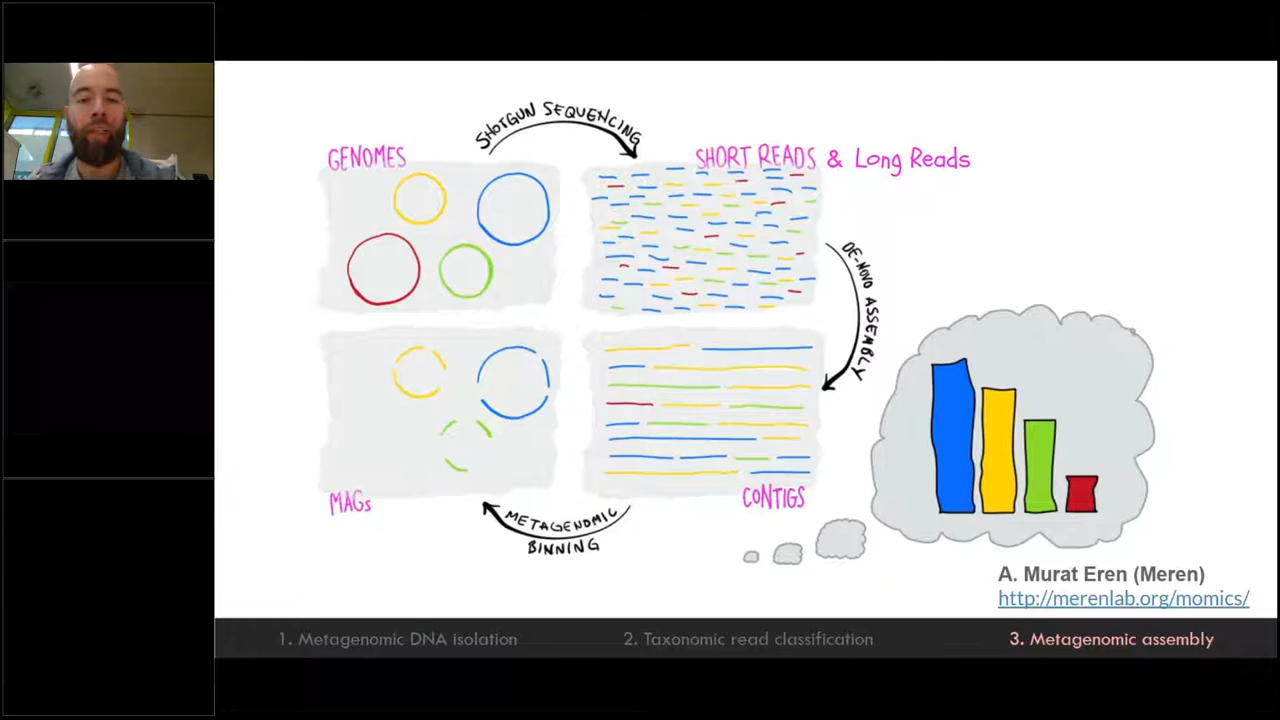 SHOTGUN SEQUENCING
GENOMES
SHORT READS & Long Reads
DE-NOVO ASSEMBLY
MAGs
CONTIGS
METAGENOMIC
BINNING
A. Murat Eren (Meren)
http://merenlab.org/momics/
1. Metagenomic DNA isolation
2. Taxonomic read classification
3. Metagenomic assembly